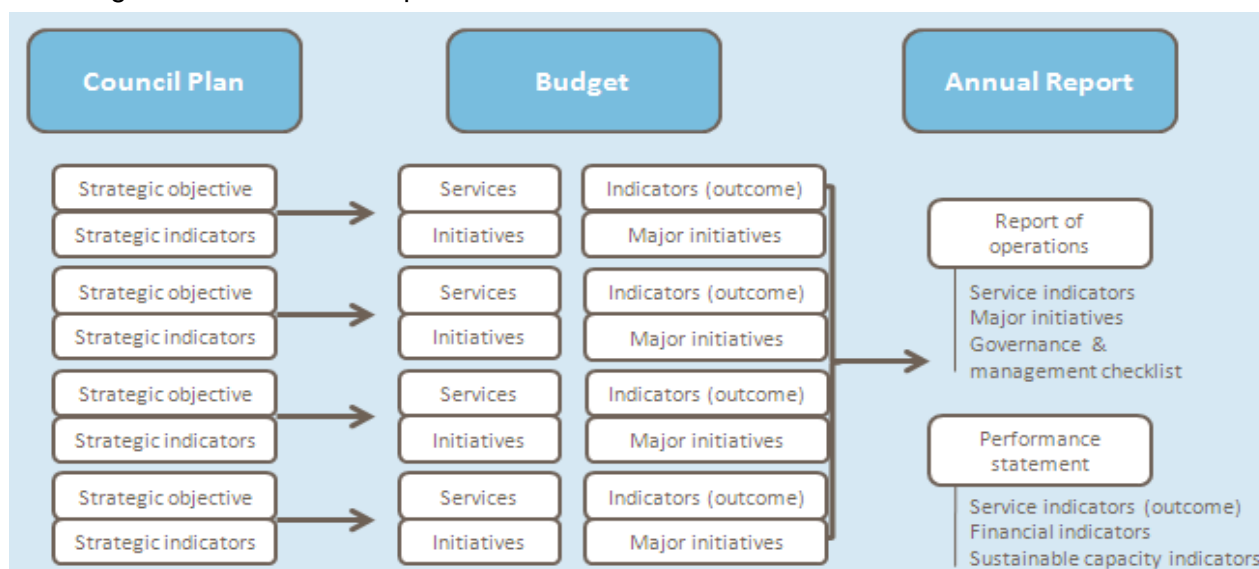 Council Plan
Budget
Annual Report
Strategic objective
Strategic indicators
Services
Initiatives
Indicators (outcome)
Major initiatives
Strategic objective
Strategic indicators
Services
Initiatives
Indicators (outcome)
Major initiatives
Strategic objective
Strategic indicators
Services
Initiatives
Indicators (outcome)
Major initiatives
Strategic objective
Strategic indicators
Services
Initiatives
Indicators (outcome)
Major initiatives
Report of
operations
Service indicators
Major initiatives
Governance &
management checklist
Performance
statement
Service indicators (outcome)
Financial indicators
Sustainable capacity indicators